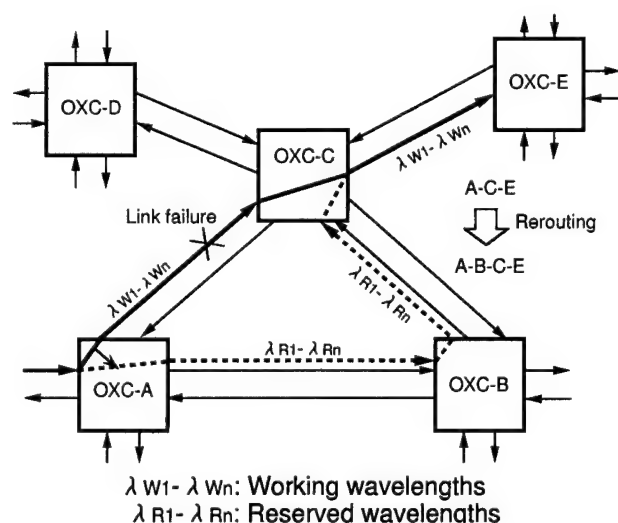 OXC-D
OXC-E
OXC-C
λ W1- λ Wn
A-C-E
Link failure
Rerouting
A-B-C-E
λ W1- λ Wn
λ R1- λ Rn
λ R1- λ Rn
OXC-A
OXC-B
λ W1- λ Wn: Working wavelengths
λ R1- λ Rn: Reserved wavelengths